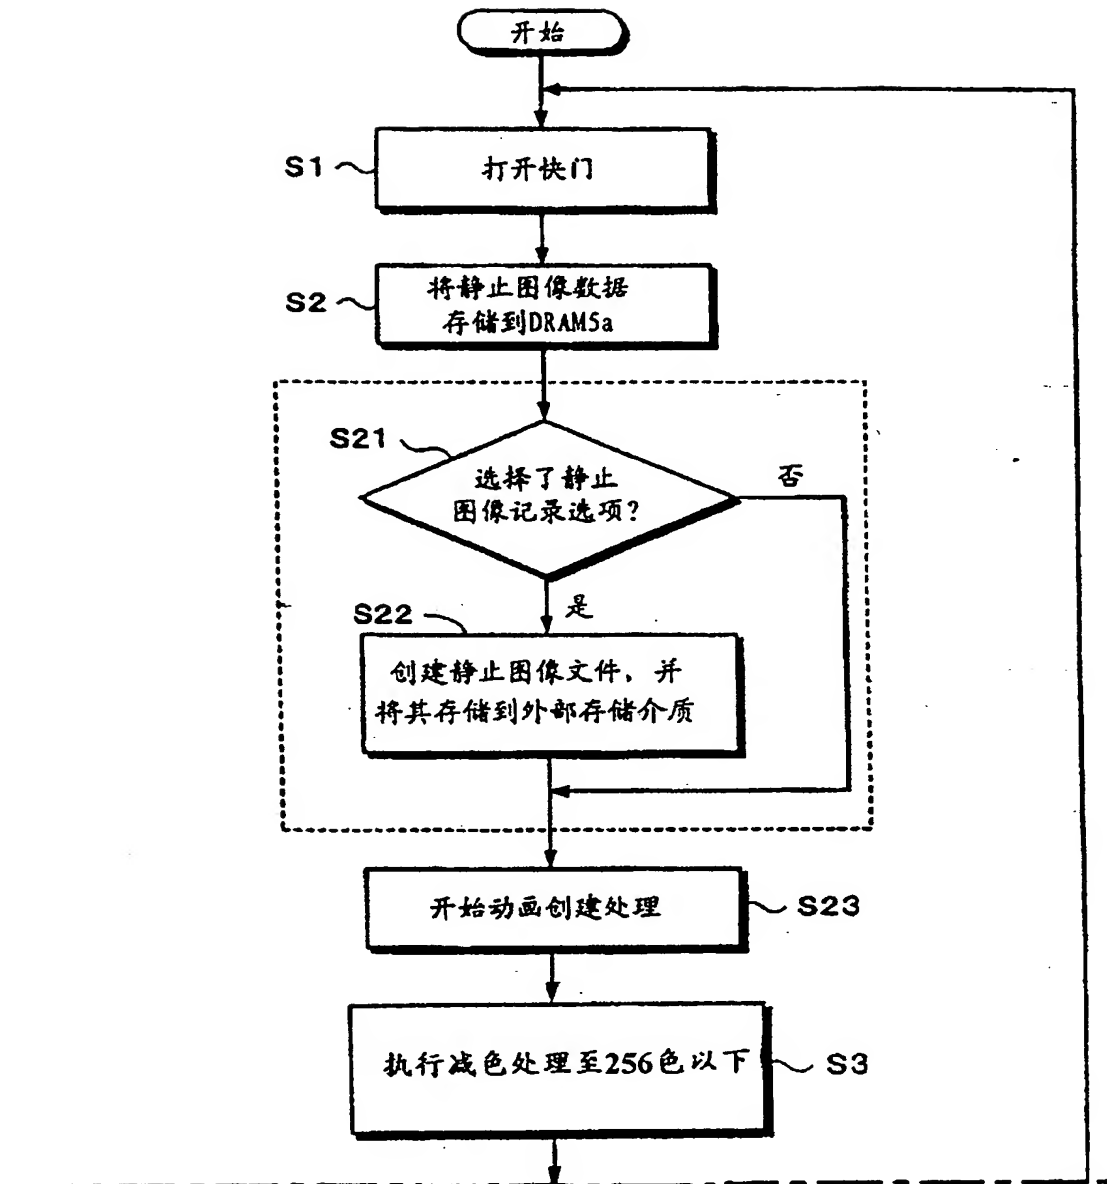 开始
S1
打开快门
S2
将静止图像数据
存储到DRAM5a
S21
选择了静止
图像记录选项?
否
是
S22
创建静止图像文件,并
将其存储到外部存储介质
开始动画创建处理
S23
执行减色处理至256色以下
S3